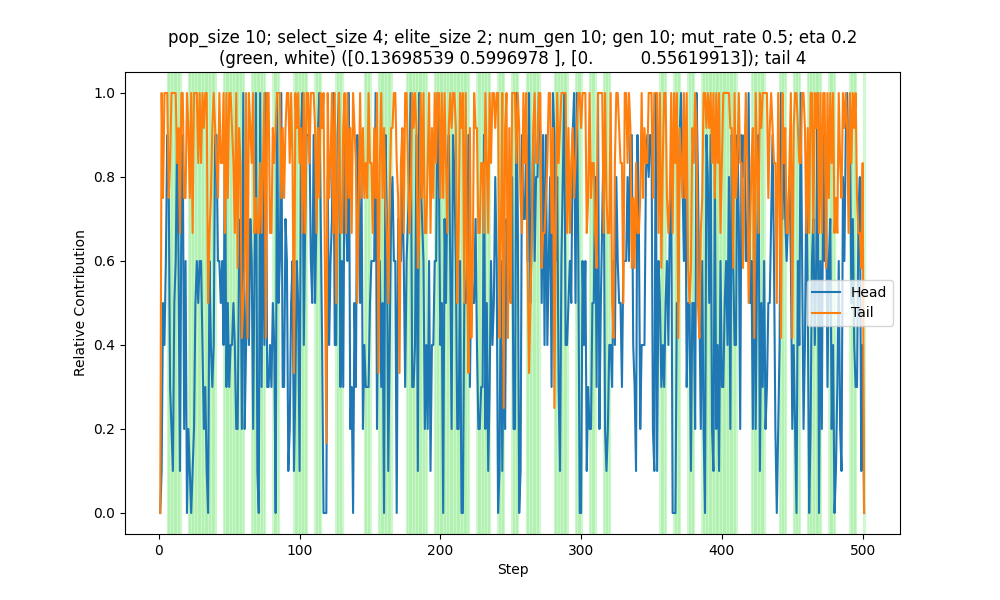 pop_size 10; select_size 4; elite_size 2; num_gen 10; gen 10; mut_rate 0.5; eta 0.2
(green, white) ([0.13698539 0.5996978 ], [0.         0.55619913]); tail 4
1.0
0.8
0.6
0.4
0.2
0.0
Relative Contribution
Head
Tail
0
100
200
300
400
500
Step